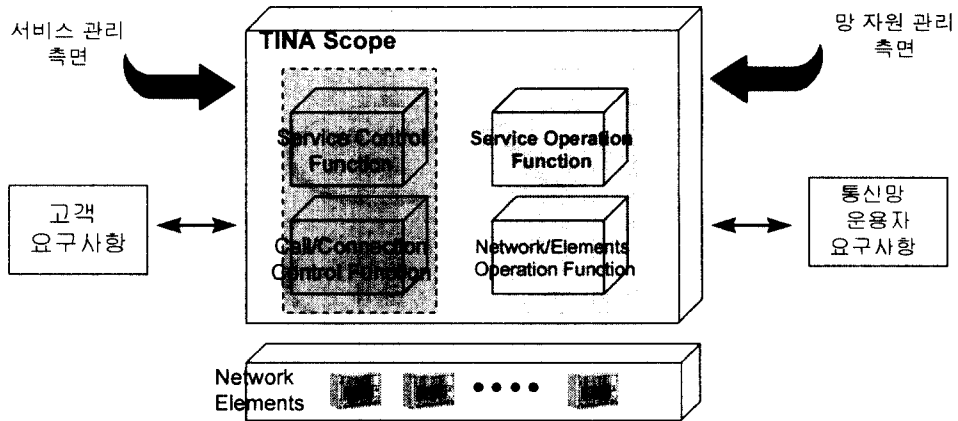 서비스 관리
측면
망 자원 관리
측면
TINA Scope
Service Control
Function
Service Operation
Function
고객
요구사항
통신망
운용자
요구사항
Call/Connection
Control Function
Network/Elements
Operation Function
Network
Elements